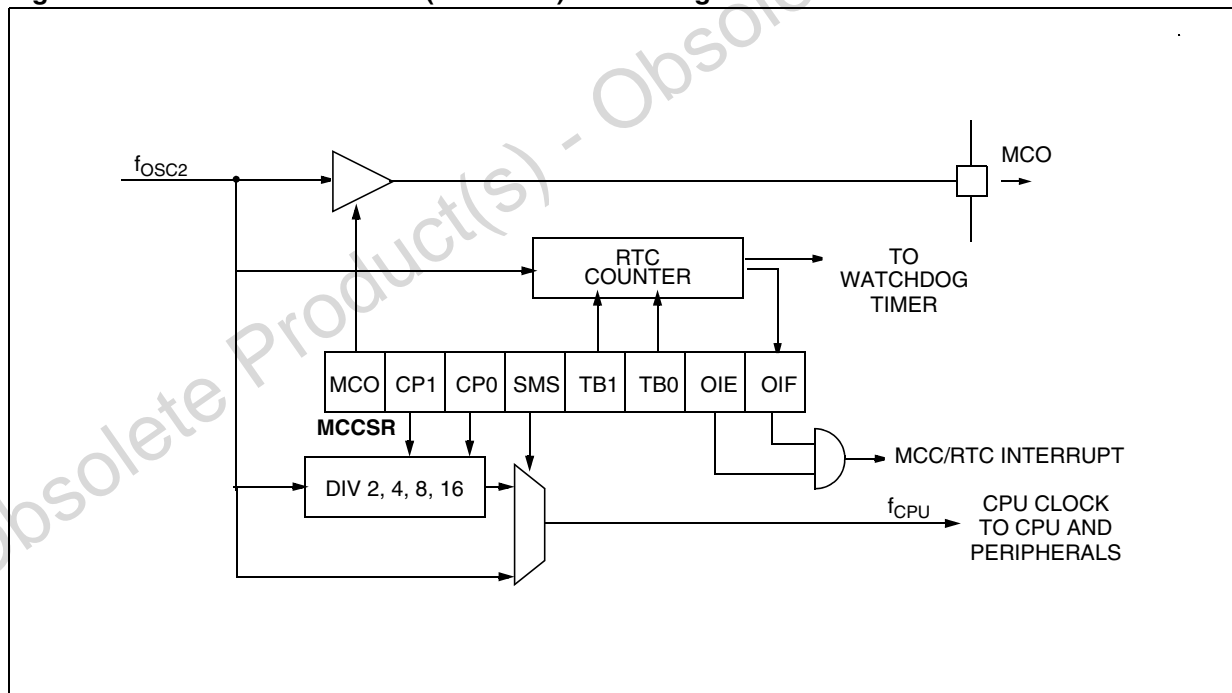 fOSC2
MCO
RTC
COUNTER
TO
WATCHDOG
TIMER
MCO CP1 CP0 SMS TB1 TB0 OIE OIF
MCCSR
DIV 2, 4, 8, 16
MCC/RTC INTERRUPT
fCPU
CPU CLOCK
TO CPU AND
PERIPHERALS
Obsolete Product(s) - Obsole